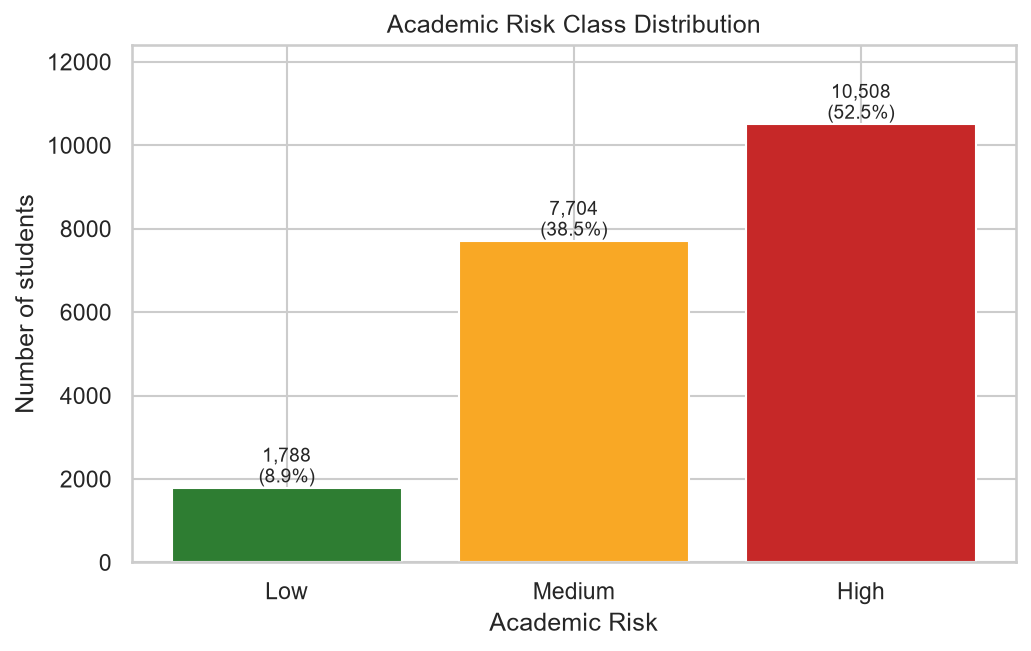 Academic Risk Class Distribution
12000
10000
8000
6000
4000
2000
0
Number of students
1,788
(8.9%)
7,704
(38.5%)
10,508
(52.5%)
Low
Medium
High
Academic Risk